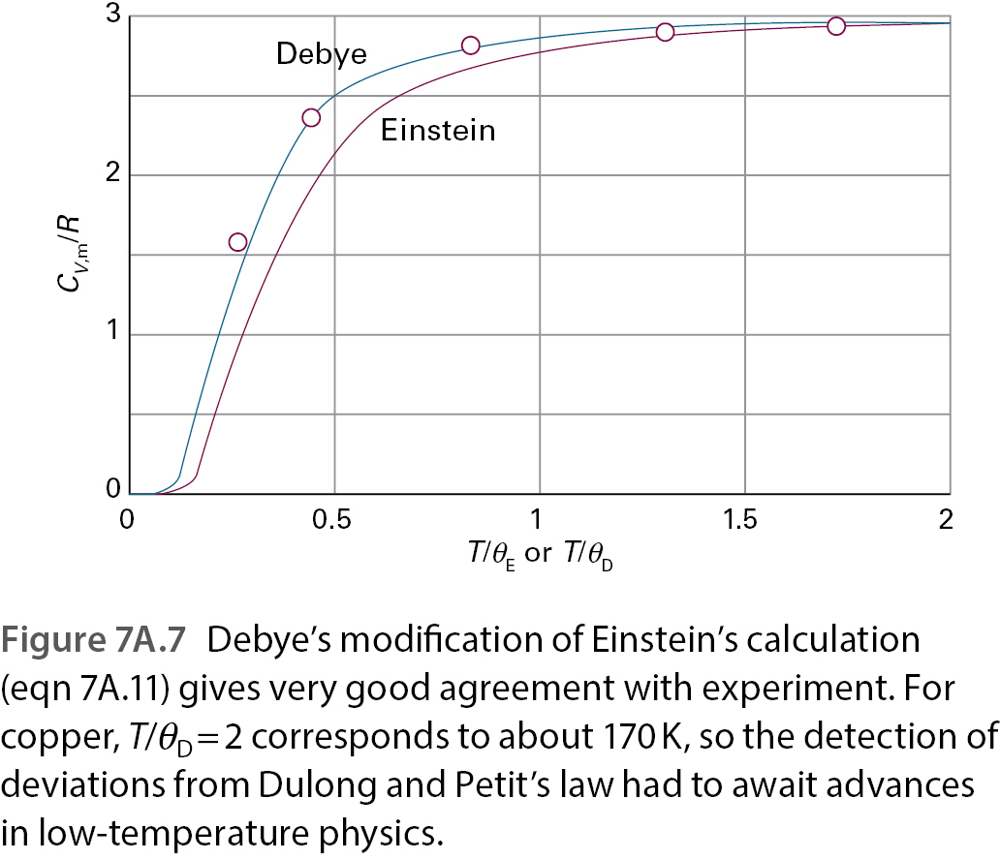 3
Debye
Einstein
2
C_V,m/R
1
0
0 0.5 1 1.5 2
T/θ_E or T/θ_D
Figure 7A.7 Debye’s modification of Einstein’s calculation
(eqn 7A.11) gives very good agreement with experiment. For
copper, T/θ_D = 2 corresponds to about 170 K, so the detection of
deviations from Dulong and Petit’s law had to await advances
in low-temperature physics.